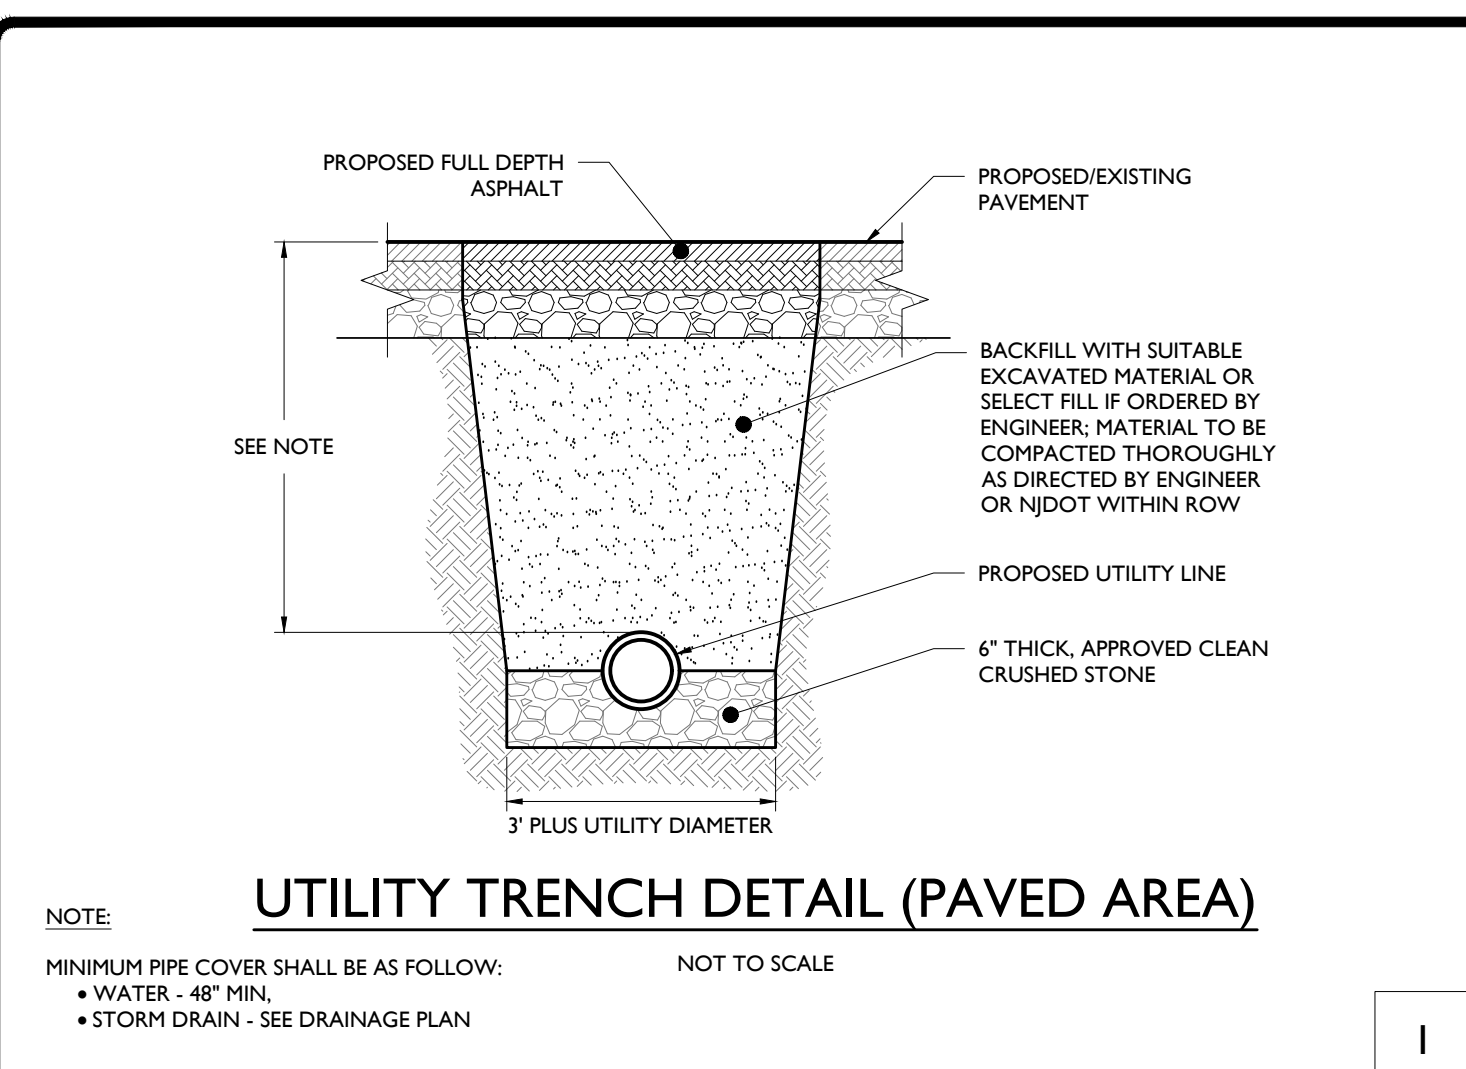 PROPOSED FULL DEPTH
ASPHALT
PROPOSED/EXISTING
PAVEMENT
BACKFILL WITH SUITABLE
EXCAVATED MATERIAL OR
SELECT FILL IF ORDERED BY
ENGINEER; MATERIAL TO BE
COMPACTED THOROUGHLY
AS DIRECTED BY ENGINEER
OR NJDOT WITHIN ROW
SEE NOTE
PROPOSED UTILITY LINE
6" THICK, APPROVED CLEAN
CRUSHED STONE
3' PLUS UTILITY DIAMETER
UTILITY TRENCH DETAIL (PAVED AREA)
NOT TO SCALE
NOTE:
MINIMUM PIPE COVER SHALL BE AS FOLLOW:
• WATER - 48" MIN,
• STORM DRAIN - SEE DRAINAGE PLAN
1